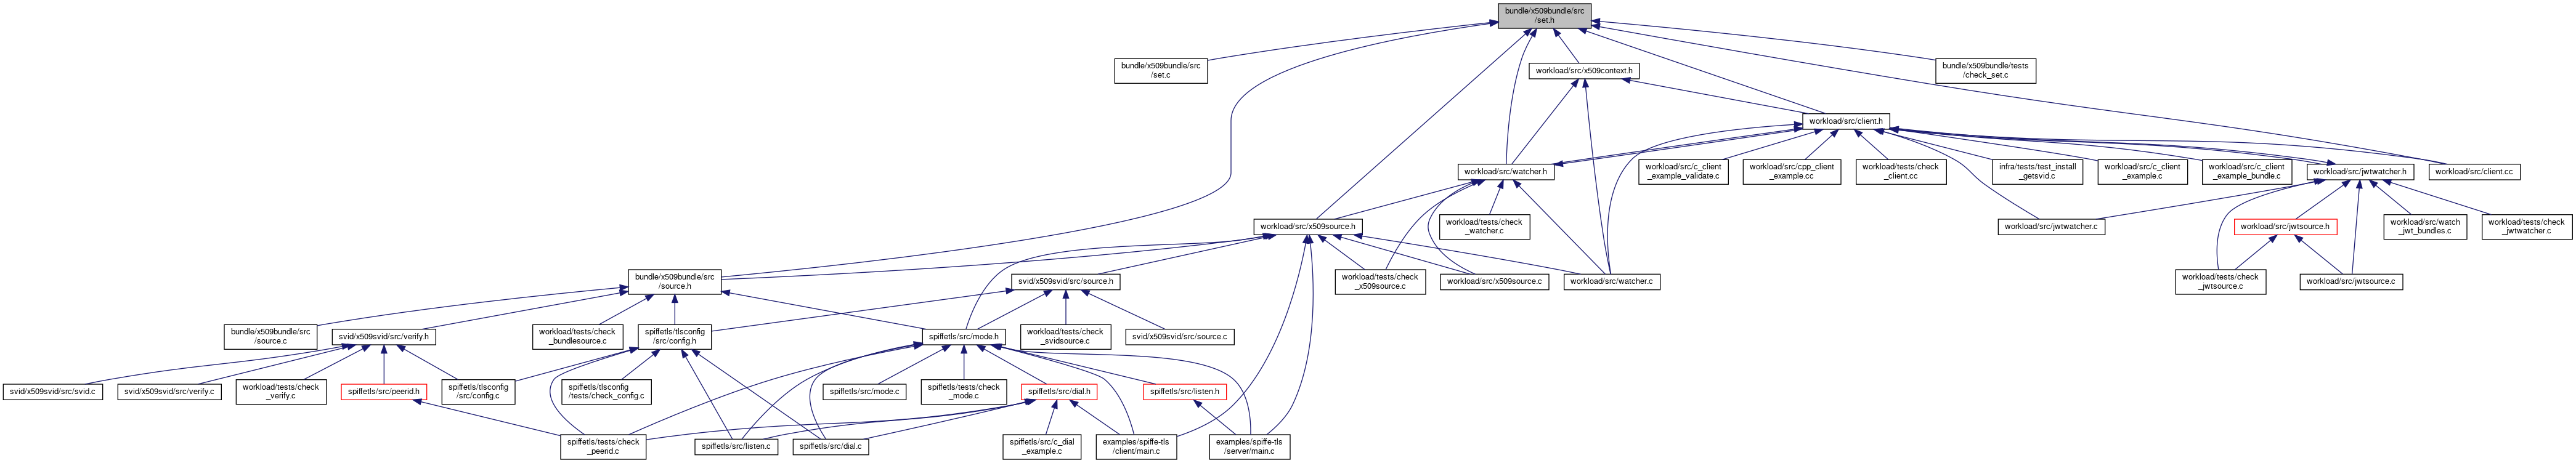 bundle/x509bundle/src
/set.h
bundle/x509bundle/src
/set.c
workload/src/x509context.h
bundle/x509bundle/tests
/check_set.c
workload/src/client.h
workload/src/watcher.h
workload/src/c_client
_example_validate.c
workload/src/cpp_client
_example.cc
workload/tests/check
_client.cc
infra/tests/test_install
_getsvid.c
workload/src/c_client
_example.c
workload/src/c_client
_example_bundle.c
workload/src/jwtwatcher.h
workload/src/client.cc
workload/src/x509source.h
workload/tests/check
_watcher.c
workload/src/jwtwatcher.c
workload/src/jwtsource.h
workload/src/watch
_jwt_bundles.c
workload/tests/check
_jwtwatcher.c
bundle/x509bundle/src
/source.h
svid/x509svid/src/source.h
workload/tests/check
_x509source.c
workload/src/x509source.c
workload/src/watcher.c
workload/tests/check
_jwtsource.c
workload/src/jwtsource.c
bundle/x509bundle/src
/source.c
svid/x509svid/src/verify.h
workload/tests/check
_bundlesource.c
spiffetls/tlsconfig
/src/config.h
spiffetls/src/mode.h
workload/tests/check
_svidsource.c
svid/x509svid/src/source.c
svid/x509svid/src/svid.c
svid/x509svid/src/verify.c
workload/tests/check
_verify.c
spiffetls/src/peerid.h
spiffetls/tlsconfig
/src/config.c
spiffetls/tlsconfig
/tests/check_config.c
spiffetls/src/mode.c
spiffetls/tests/check
_mode.c
spiffetls/src/dial.h
spiffetls/src/listen.h
spiffetls/tests/check
_peerid.c
spiffetls/src/listen.c
spiffetls/src/dial.c
spiffetls/src/c_dial
_example.c
examples/spiffe-tls
/client/main.c
examples/spiffe-tls
/server/main.c